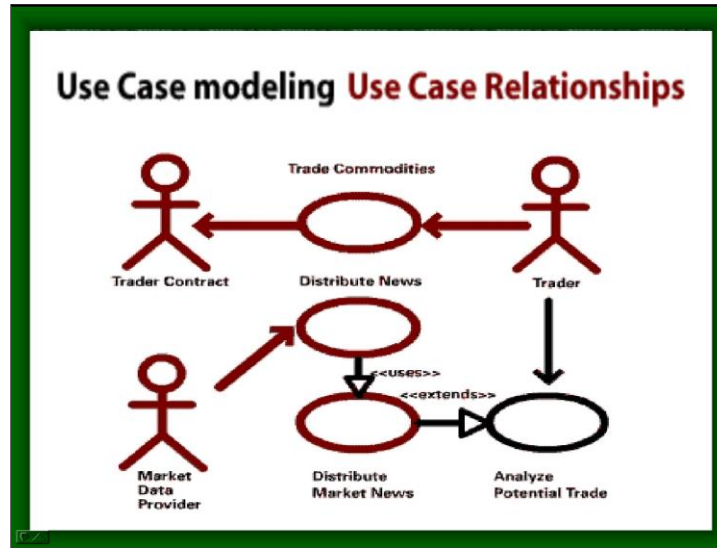 Use Case modeling Use Case Relationships
Trade Commodities
Trader Contract
Distribute News
Trader
<<uses>>
<<extends>>
Market
Data
Provider
Distribute
Market News
Analyze
Potential Trade